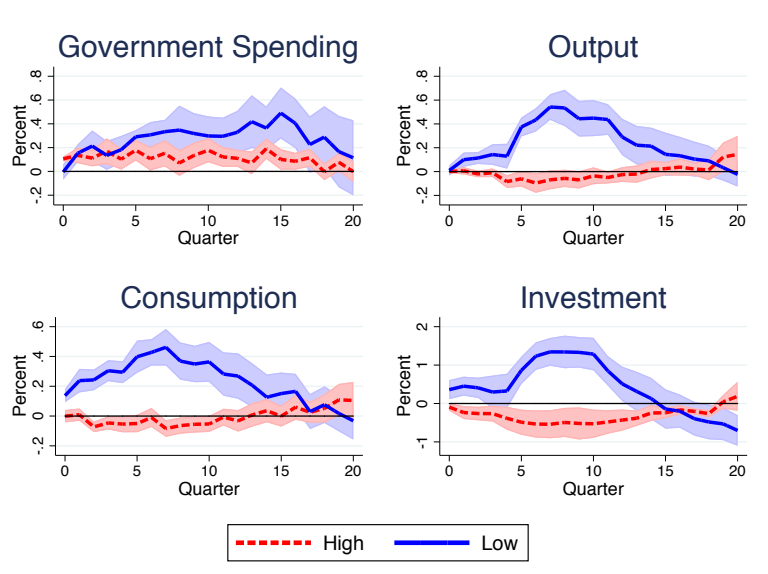 Government Spending
Output
Percent
.8
.6
.4
.2
0
-.2
0 5 10 15 20
Quarter
Percent
.8
.6
.4
.2
0
-.2
0 5 10 15 20
Quarter
Consumption
Investment
Percent
.6
.4
.2
0
-.2
0 5 10 15 20
Quarter
Percent
2
1
0
-1
0 5 10 15 20
Quarter
High Low